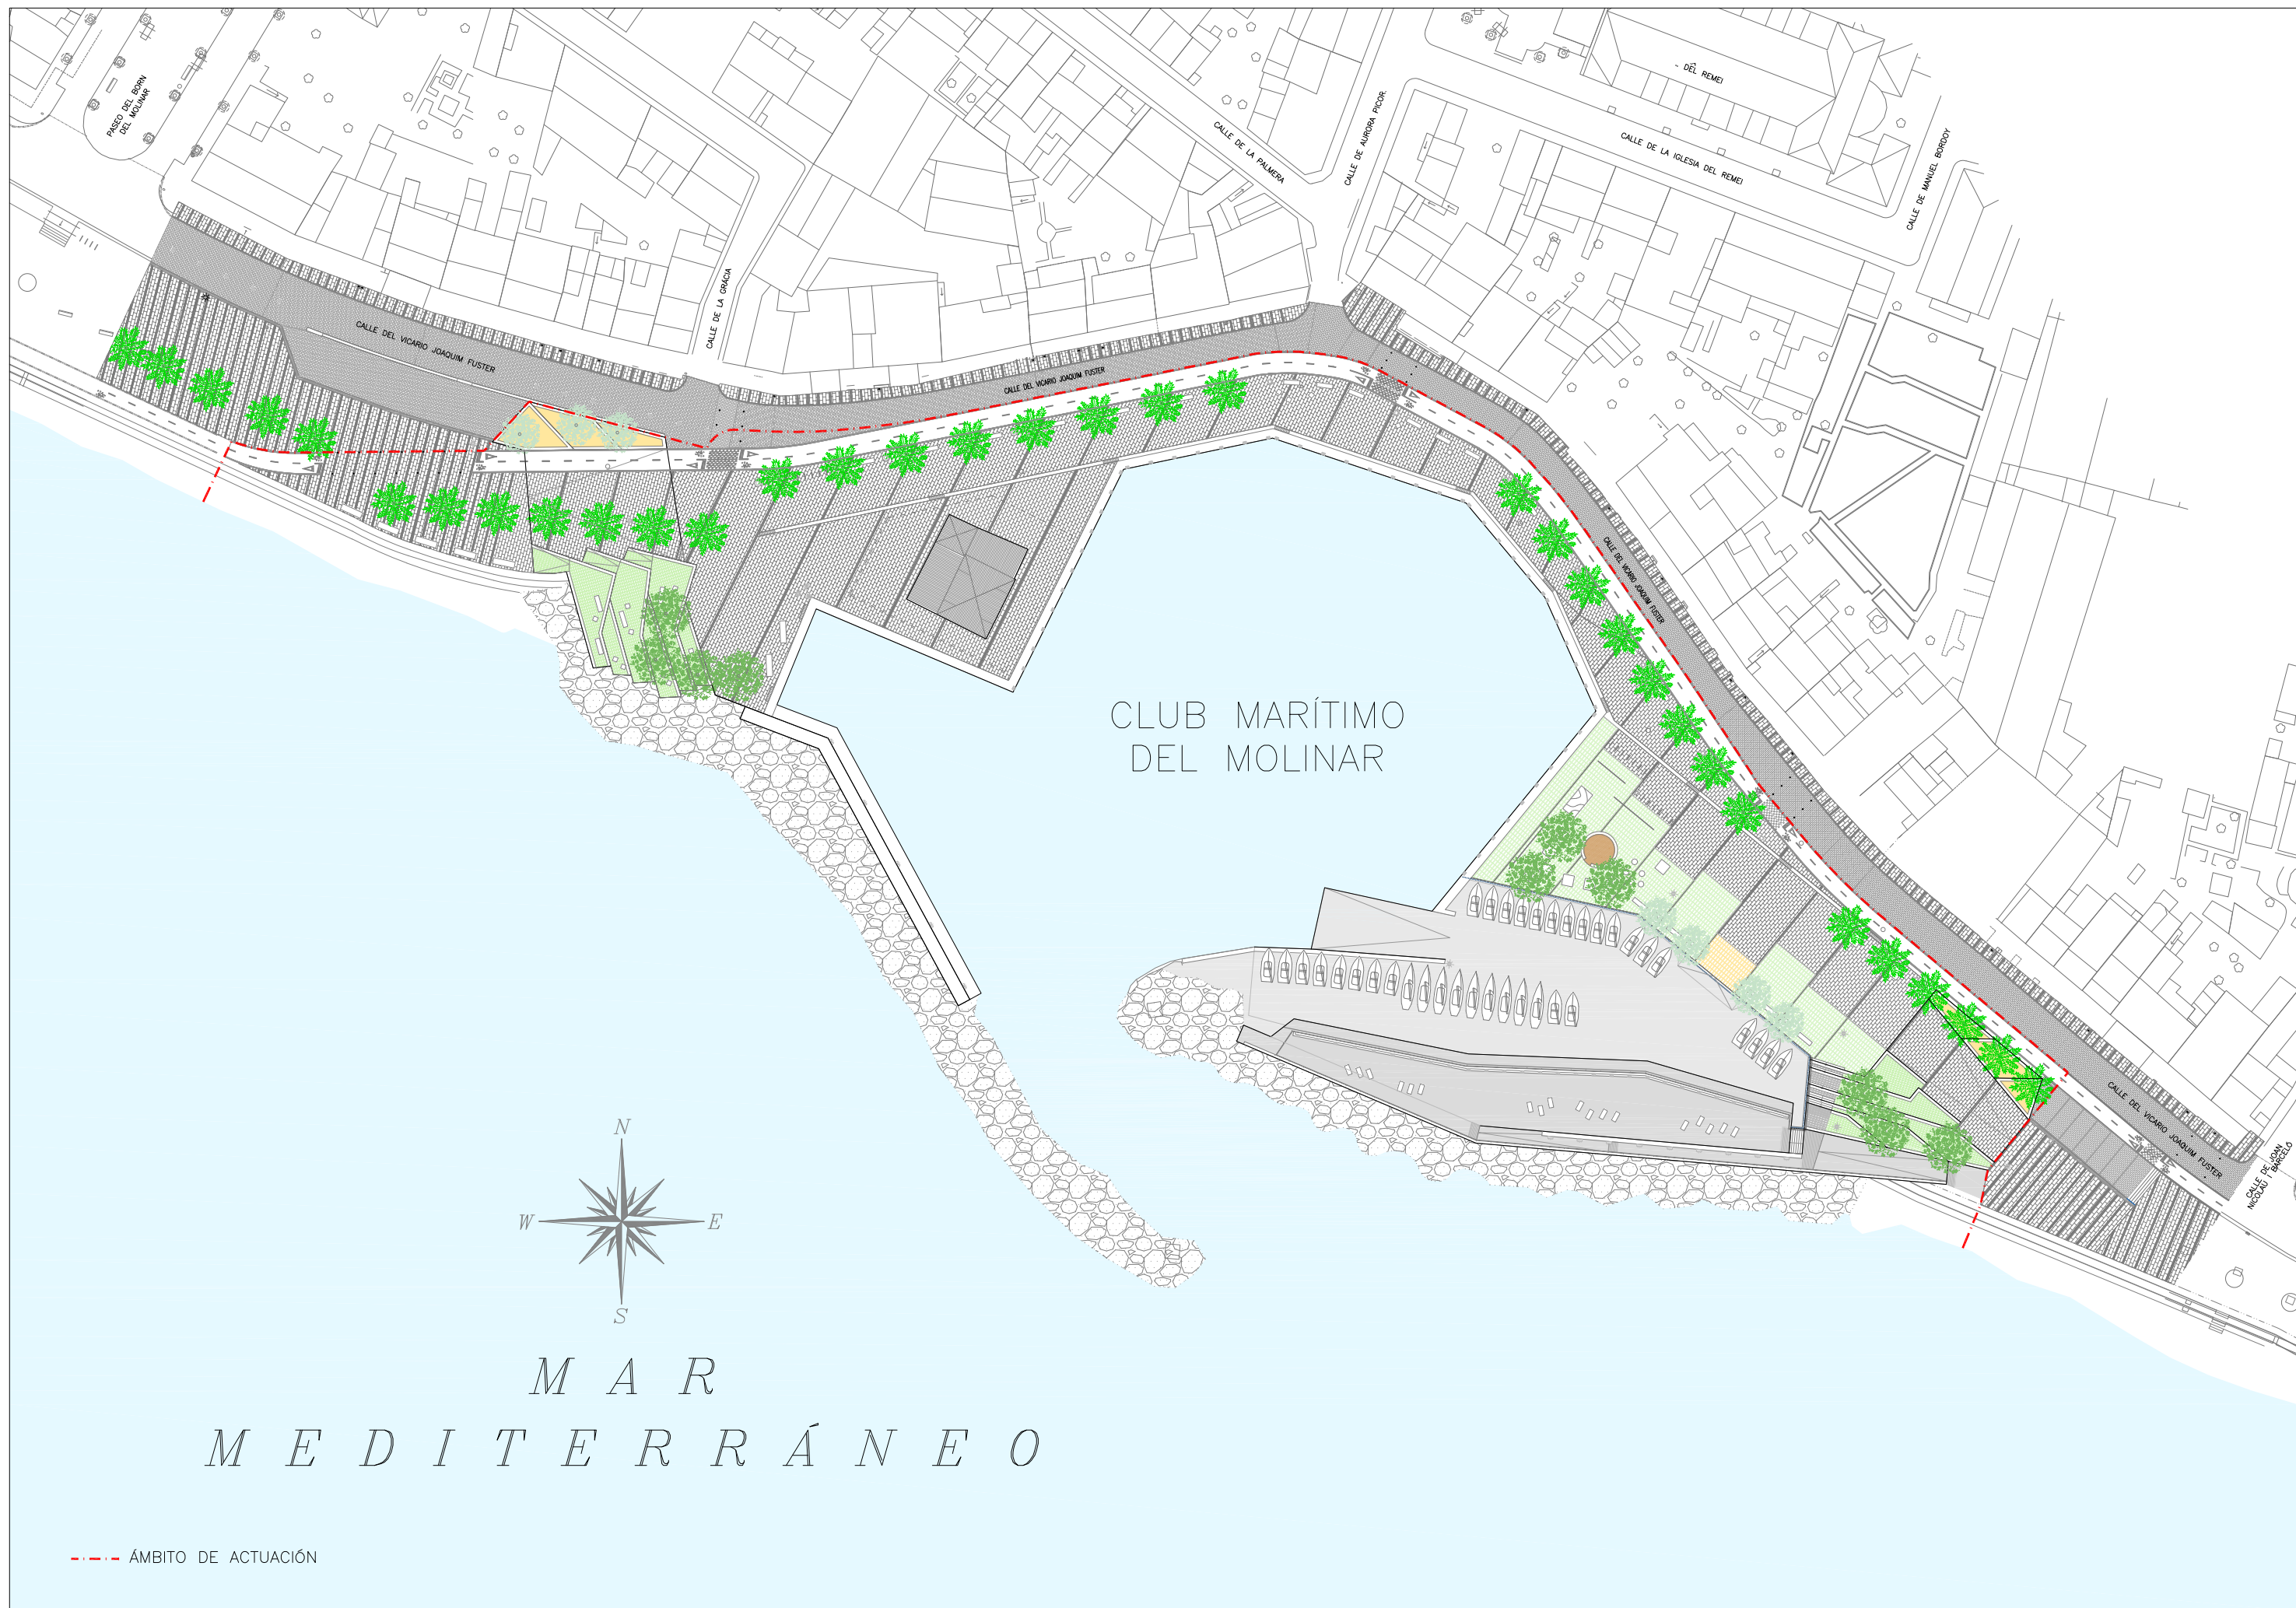 PASEO DEL BORN
DEL MOLINAR
DEL REMEI
CALLE DE LA PALMERA
CALLE DE AURORA PICOR.
CALLE DE LA IGLESIA DEL REMEI
CALLE DE MANUEL BORDOY
CALLE DE LA GRÀCIA
CALLE DEL VICARIO JOAQUIM FUSTER
CALLE DEL VICARIO JOAQUIM FUSTER
CALLE DEL VICARIO JOAQUIM FUSTER
CLUB MARÍTIMO
DEL MOLINAR
CALLE DEL VICARIO JOAQUIM FUSTER
CALLE DE JOAN
NICOLAU I BARCELÓ
N
W
E
S
MAR
MEDITERRÁNEO
ÁMBITO DE ACTUACIÓN